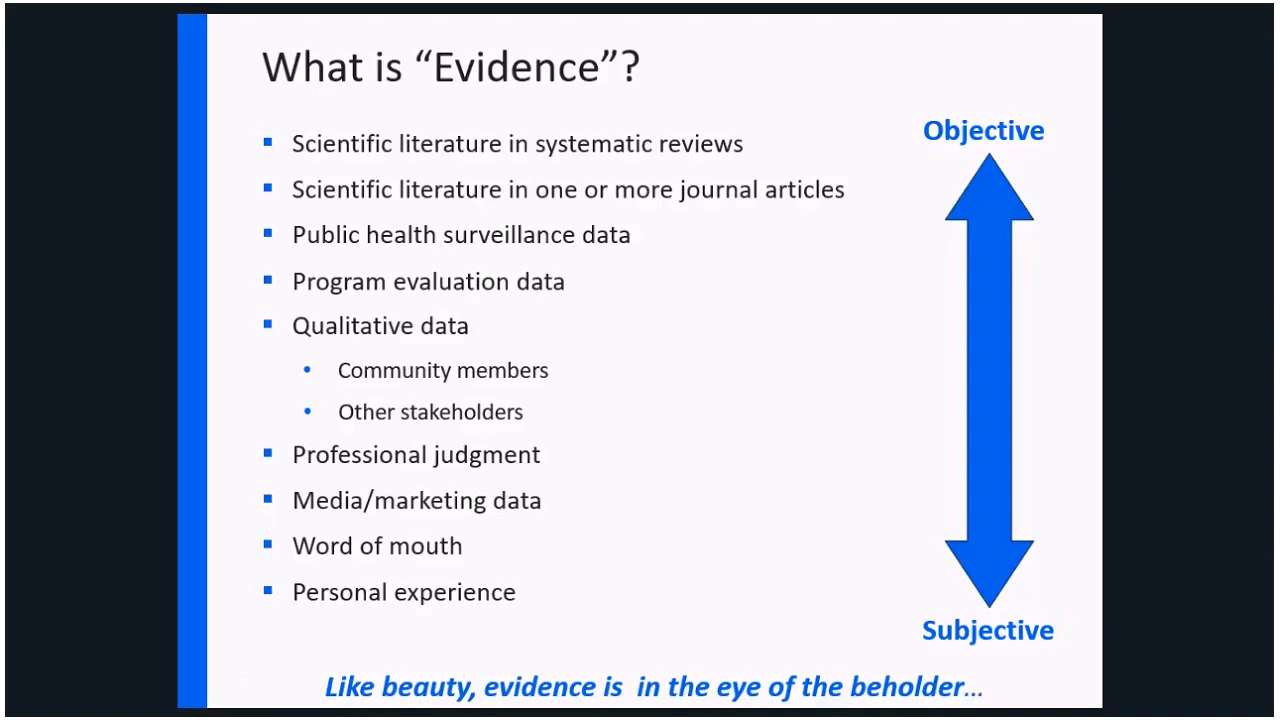 What is “Evidence”?
Scientific literature in systematic reviews
Scientific literature in one or more journal articles
Public health surveillance data
Program evaluation data
Qualitative data
Community members
Other stakeholders
Professional judgment
Media/marketing data
Word of mouth
Personal experience
Objective
Subjective
Like beauty, evidence is in the eye of the beholder…